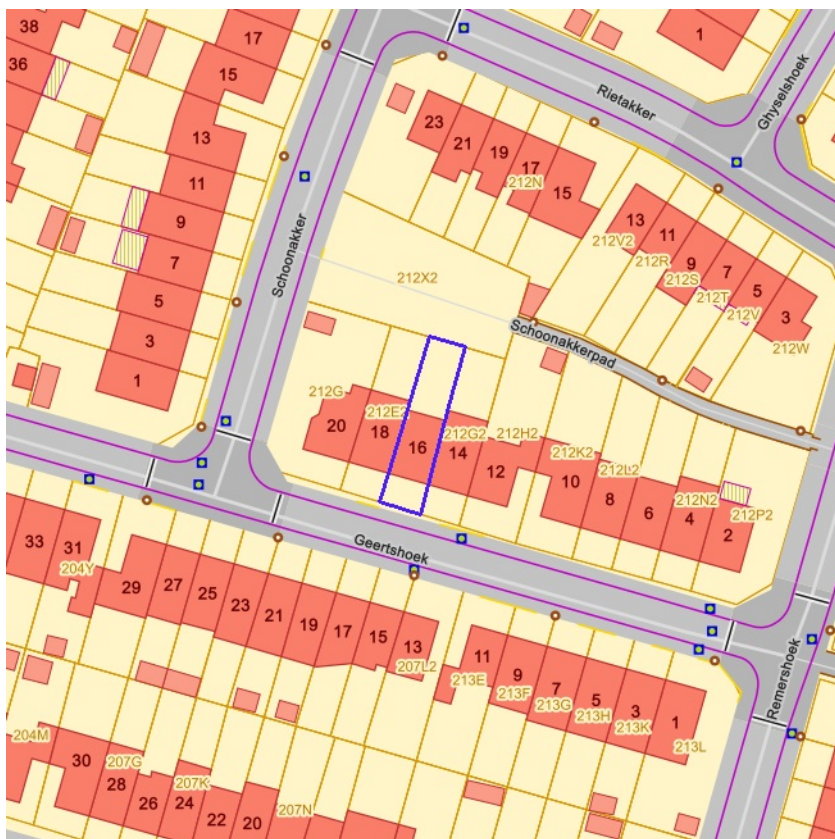 38
17
1
36
15
Rietakker
Ghyselshoek
13
23
21
19
17
15
212N
11
9
7
5
3
1
Schoonakker
13
11
9
7
5
3
212V2
212R
212S
212T
212V
212W
212X2
Schoonakkerpad
212G
20
212E2
18
16
212G2
14
12
212H2
212K2
10
212L2
8
6
212N2
4
2
212P2
Geertshoek
33
31
204Y
29
27
25
23
21
19
17
15
13
207L2
11
213E
9
213F
7
213G
5
213H
3
213K
1
213L
Remershoek
204M
30
207G
28
26
207K
24
22
20
207N